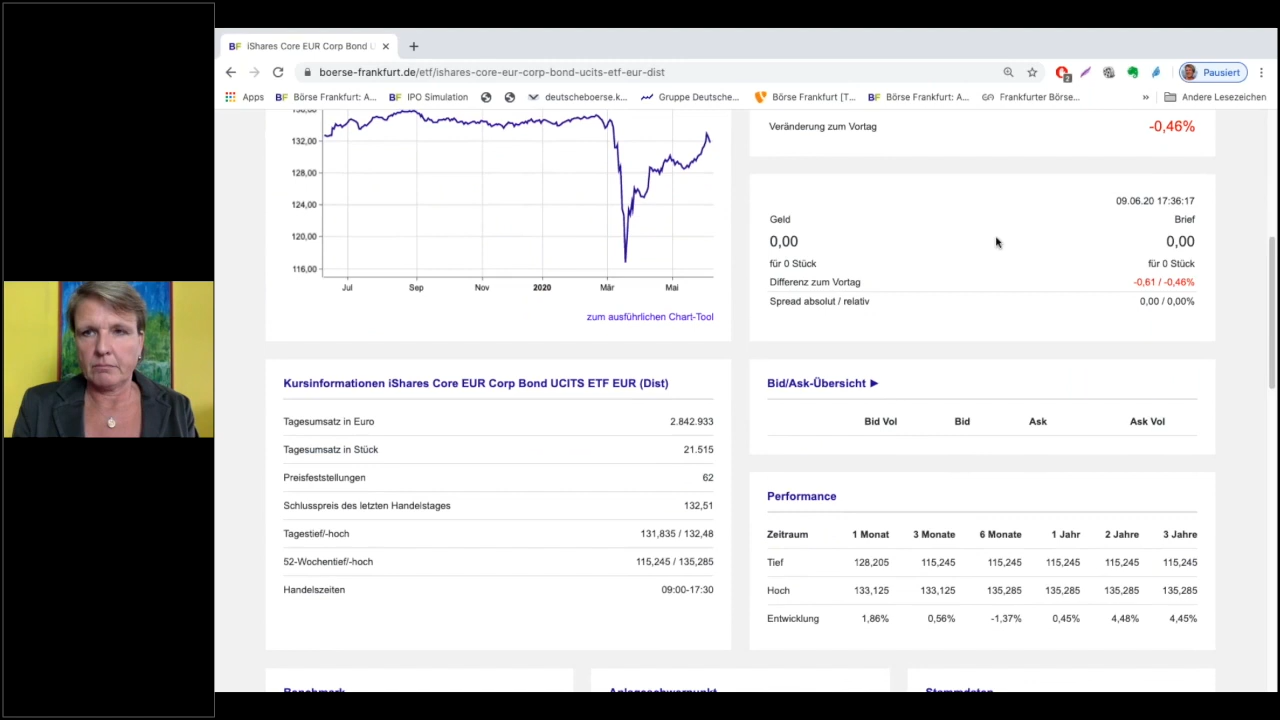 iShares Core EUR Corp Bond U
boerse-frankfurt.de/etf/ishares-core-eur-corp-bond-ucits-etf-eur-dist
2
Pausiert
Apps
Börse Frankfurt: A...
IPO Simulation
deutscheboerse.k...
Gruppe Deutsche...
Börse Frankfurt [T...
Börse Frankfurt: A...
Frankfurter Börse...
»
Andere Lesezeichen
132,00
128,00
124,00
120,00
116,00
Jul Sep Nov 2020 Mär Mai
zum ausführlichen Chart-Tool
Veränderung zum Vortag -0,46%
09.06.20 17:36:17
Geld Brief
0,00 0,00
für 0 Stück für 0 Stück
Differenz zum Vortag -0,61 / -0,46%
Spread absolut / relativ 0,00 / 0,00%
Kursinformationen iShares Core EUR Corp Bond UCITS ETF EUR (Dist)
Tagesumsatz in Euro 2.842.933
Tagesumsatz in Stück 21.515
Preisfeststellungen 62
Schlusspreis des letzten Handelstages 132,51
Tagestief/-hoch 131,835 / 132,48
52-Wochentief/-hoch 115,245 / 135,285
Handelszeiten 09:00-17:30
Bid/Ask-Übersicht ►
Bid Vol Bid Ask Ask Vol
Performance
Zeitraum 1 Monat 3 Monate 6 Monate 1 Jahr 2 Jahre 3 Jahre
Tief 128,205 115,245 115,245 115,245 115,245 115,245
Hoch 133,125 133,125 135,285 135,285 135,285 135,285
Entwicklung 1,86% 0,56% -1,37% 0,45% 4,48% 4,45%
Benchmark
Anlageschwerpunkt
Stammdaten